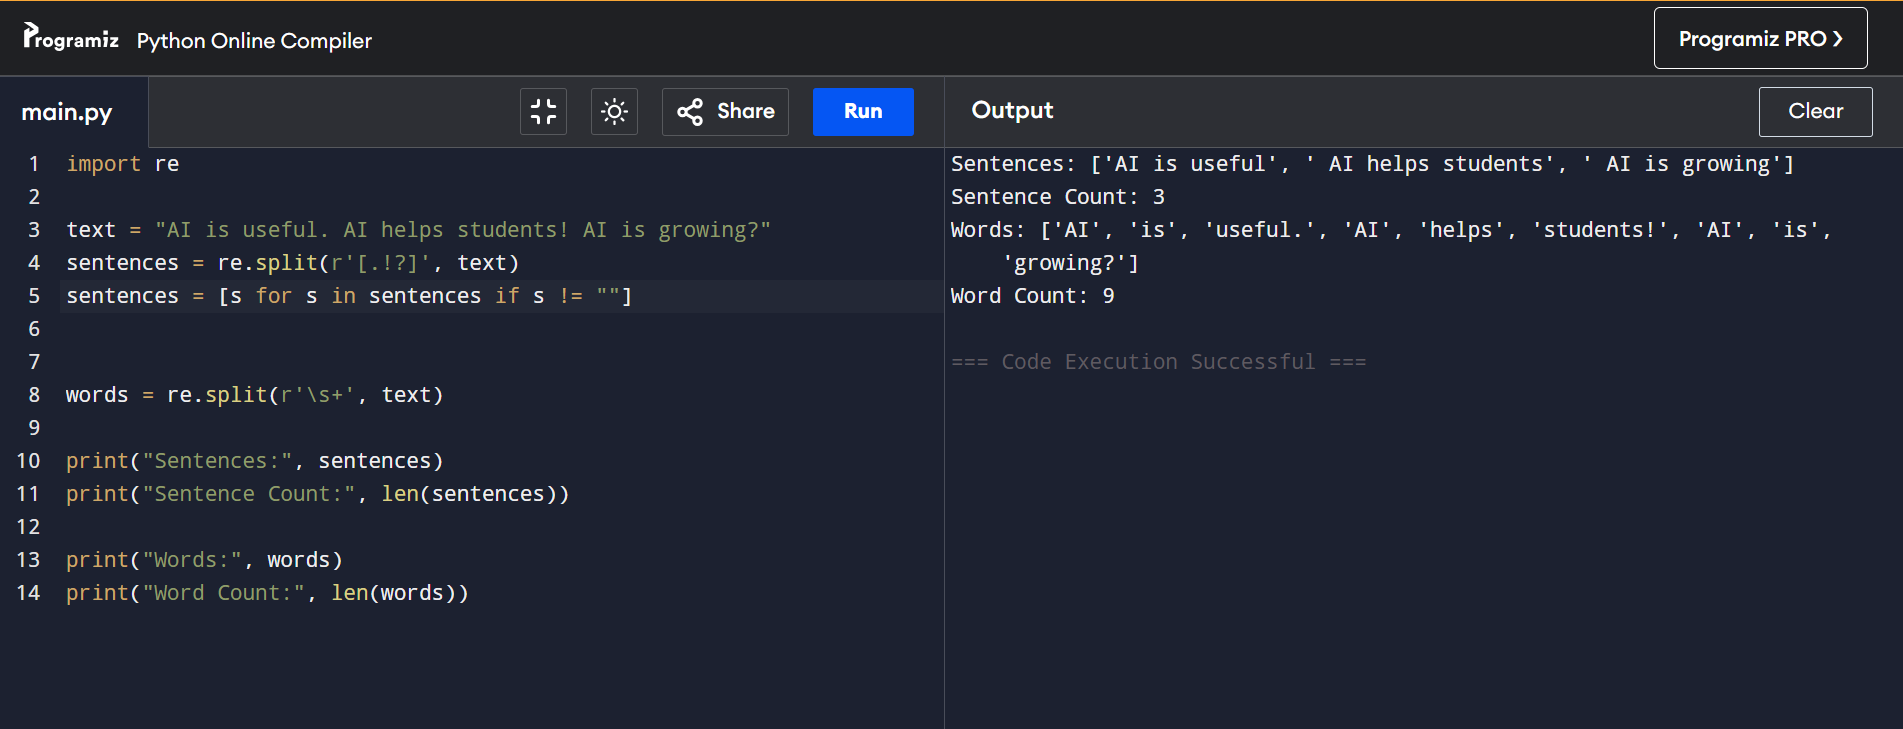 Programiz Python Online Compiler
Programiz PRO ❯
main.py
Share
Run
1 import re
2
3 text = "AI is useful. AI helps students! AI is growing?"
4 sentences = re.split(r'[.!?]', text)
5 sentences = [s for s in sentences if s != ""]
6
7
8 words = re.split(r'\s+', text)
9
10 print("Sentences:", sentences)
11 print("Sentence Count:", len(sentences))
12
13 print("Words:", words)
14 print("Word Count:", len(words))
Output
Clear
Sentences: ['AI is useful', ' AI helps students', ' AI is growing']
Sentence Count: 3
Words: ['AI', 'is', 'useful.', 'AI', 'helps', 'students!', 'AI', 'is',
'growing?']
Word Count: 9
=== Code Execution Successful ===